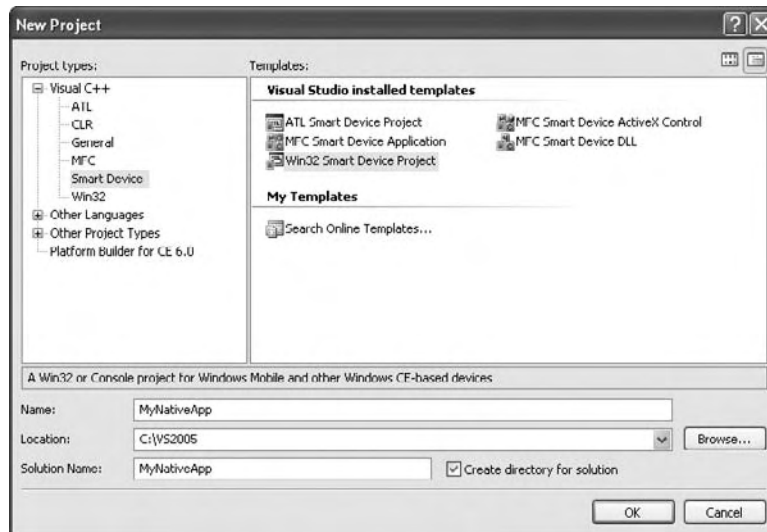 New Project
Project types:
Templates:
Visual C++
ATL
CLR
General
MFC
Smart Device
Win32
Other Languages
Other Project Types
Platform Builder for CE 6.0
Visual Studio installed templates
ATL Smart Device Project
MFC Smart Device Application
Win32 Smart Device Project
MFC Smart Device ActiveX Control
MFC Smart Device DLL
My Templates
Search Online Templates...
A Win32 or Console project for Windows Mobile and other Windows CE-based devices
Name: MyNativeApp
Location: C:\VS2005 Browse...
Solution Name: MyNativeApp Create directory for solution
OK Cancel